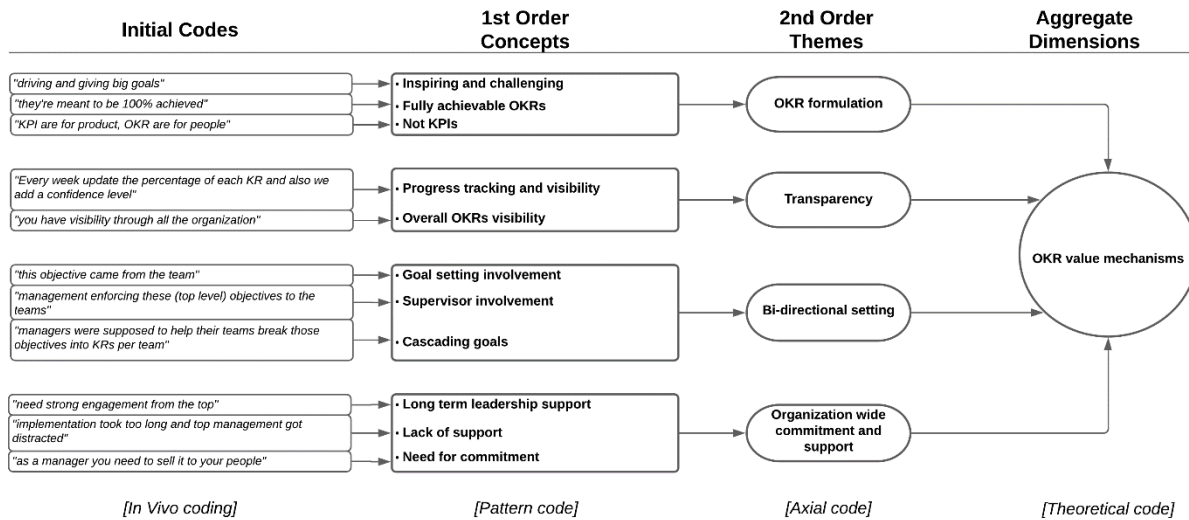 Initial Codes
1st Order
Concepts
2nd Order
Themes
Aggregate
Dimensions
"driving and giving big goals"
"they're meant to be 100% achieved"
"KPI are for product, OKR are for people"
· Inspiring and challenging
· Fully achievable OKRs
· Not KPIs
OKR formulation
"Every week update the percentage of each KR and also we
add a confidence level"
"you have visibility through all the organization"
· Progress tracking and visibility
· Overall OKRs visibility
Transparency
"this objective came from the team"
"management enforcing these (top level) objectives to the
teams"
"managers were supposed to help their teams break those
objectives into KRs per team"
· Goal setting involvement
· Supervisor involvement
· Cascading goals
Bi-directional setting
"need strong engagement from the top"
"implementation took too long and top management got
distracted"
"as a manager you need to sell it to your people"
· Long term leadership support
· Lack of support
· Need for commitment
Organization wide
commitment and
support
OKR value mechanisms
[In Vivo coding]
[Pattern code]
[Axial code]
[Theoretical code]